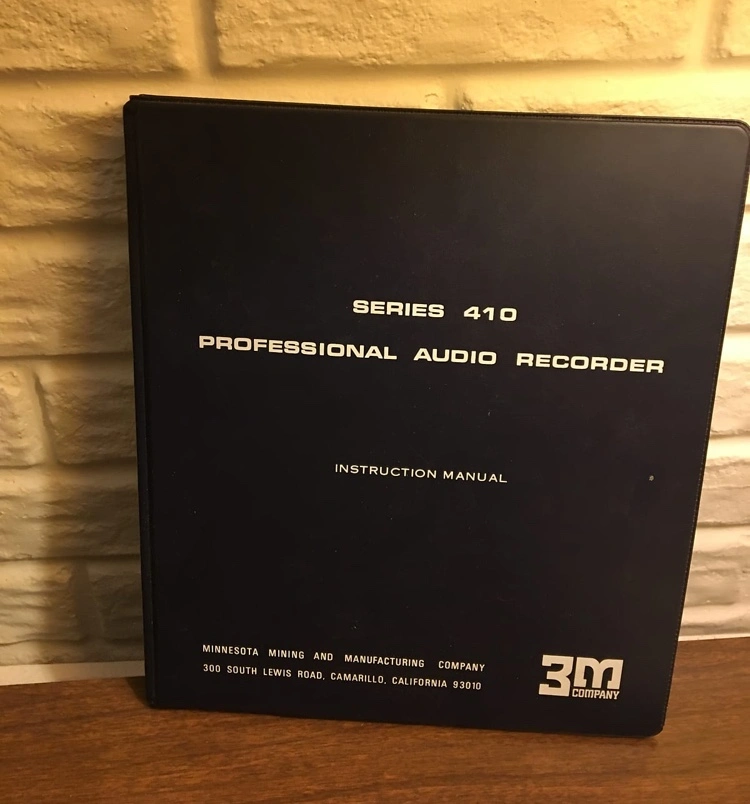 SERIES 410
PROFESSIONAL AUDIO RECORDER
INSTRUCTION MANUAL
MINNESOTA MINING AND MANUFACTURING COMPANY
300 SOUTH LEWIS ROAD, CAMARILLO, CALIFORNIA 93010
3M
COMPANY